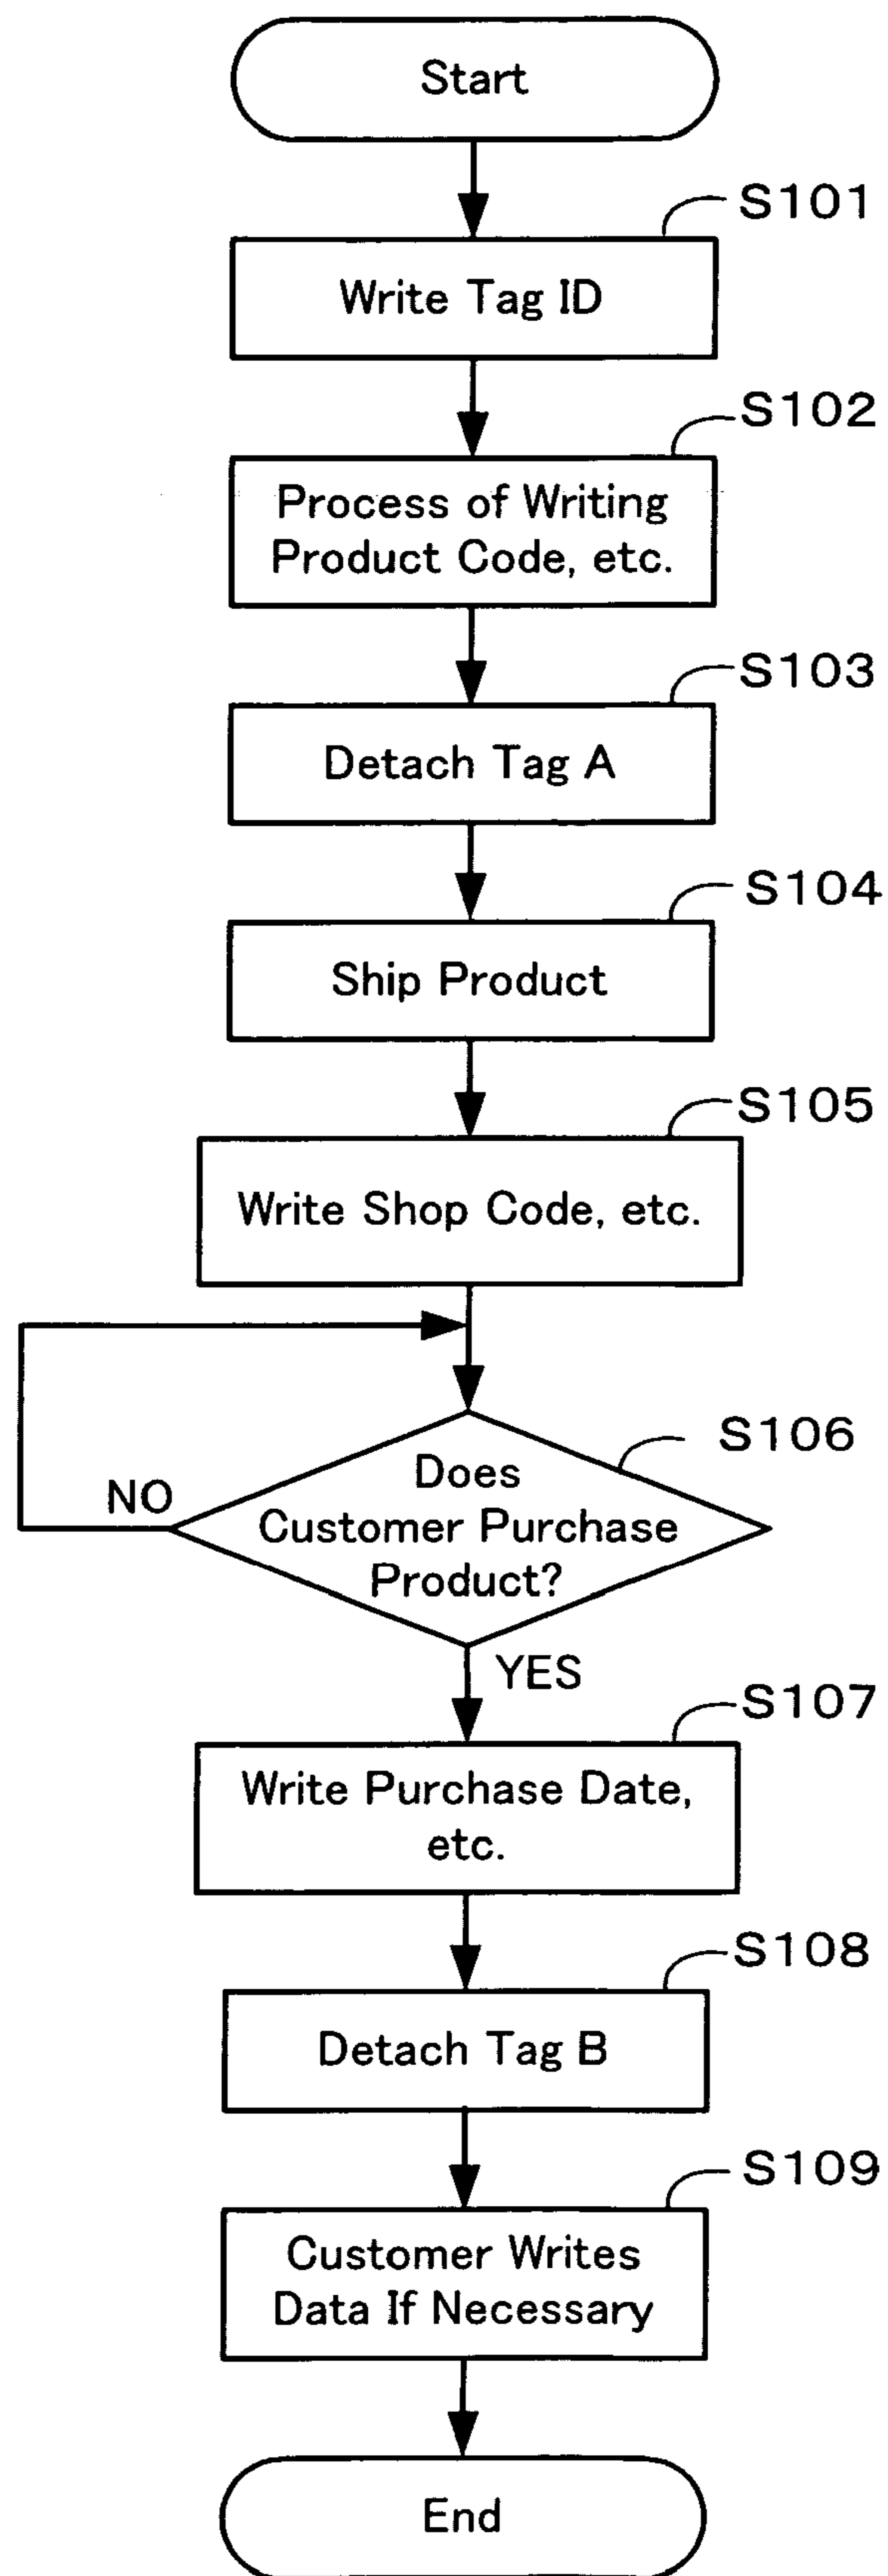 Start
S101
Write Tag ID
S102
Process of Writing
Product Code, etc.
S103
Detach Tag A
S104
Ship Product
S105
Write Shop Code, etc.
S106
Does
Customer Purchase
Product?
NO
YES
S107
Write Purchase Date,
etc.
S108
Detach Tag B
S109
Customer Writes
Data If Necessary
End